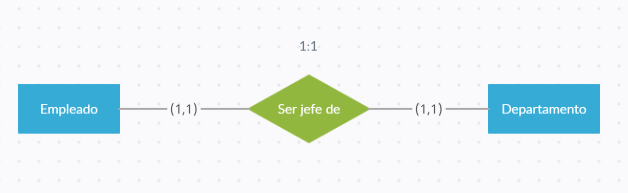 1:1
Empleado (1,1) Ser jefe de (1,1) Departamento